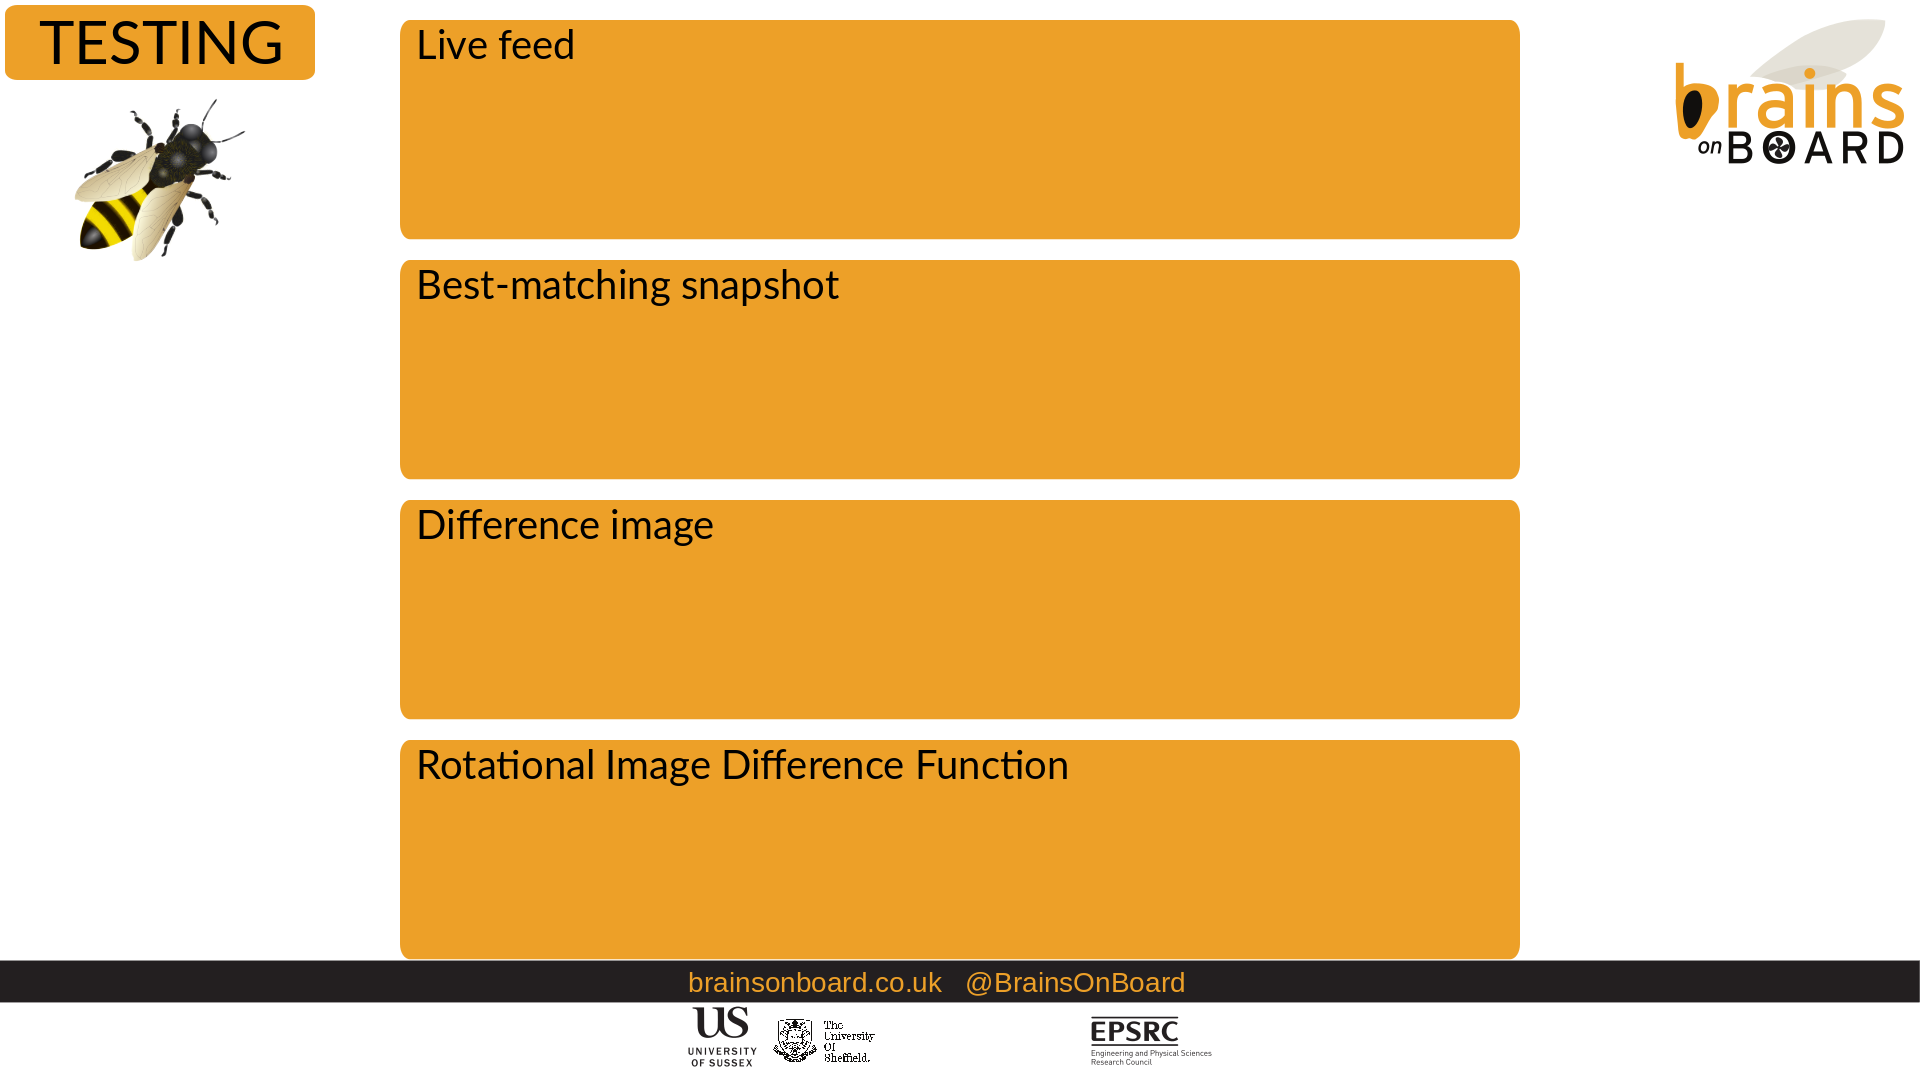 TESTING
Live feed
brains
on BOARD
Best-matching snapshot
Difference image
Rotational Image Difference Function
brainsonboard.co.uk @BrainsOnBoard
US
UNIVERSITY
OF SUSSEX
The
University
Of
Sheffield.
EPSRC
Engineering and Physical Sciences
Research Council